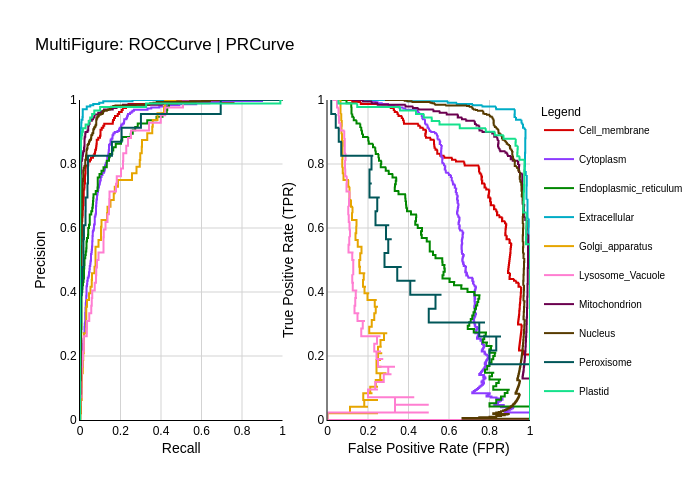 MultiFigure: ROCCurve | PRCurve
1
0.8
0.6
0.4
0.2
0
0
0.2
0.4
0.6
0.8
1
Recall
Precision
1
0.8
0.6
0.4
0.2
0
0
0.2
0.4
0.6
0.8
1
False Positive Rate (FPR)
True Positive Rate (TPR)
Legend
Cell_membrane
Cytoplasm
Endoplasmic_reticulum
Extracellular
Golgi_apparatus
Lysosome_Vacuole
Mitochondrion
Nucleus
Peroxisome
Plastid